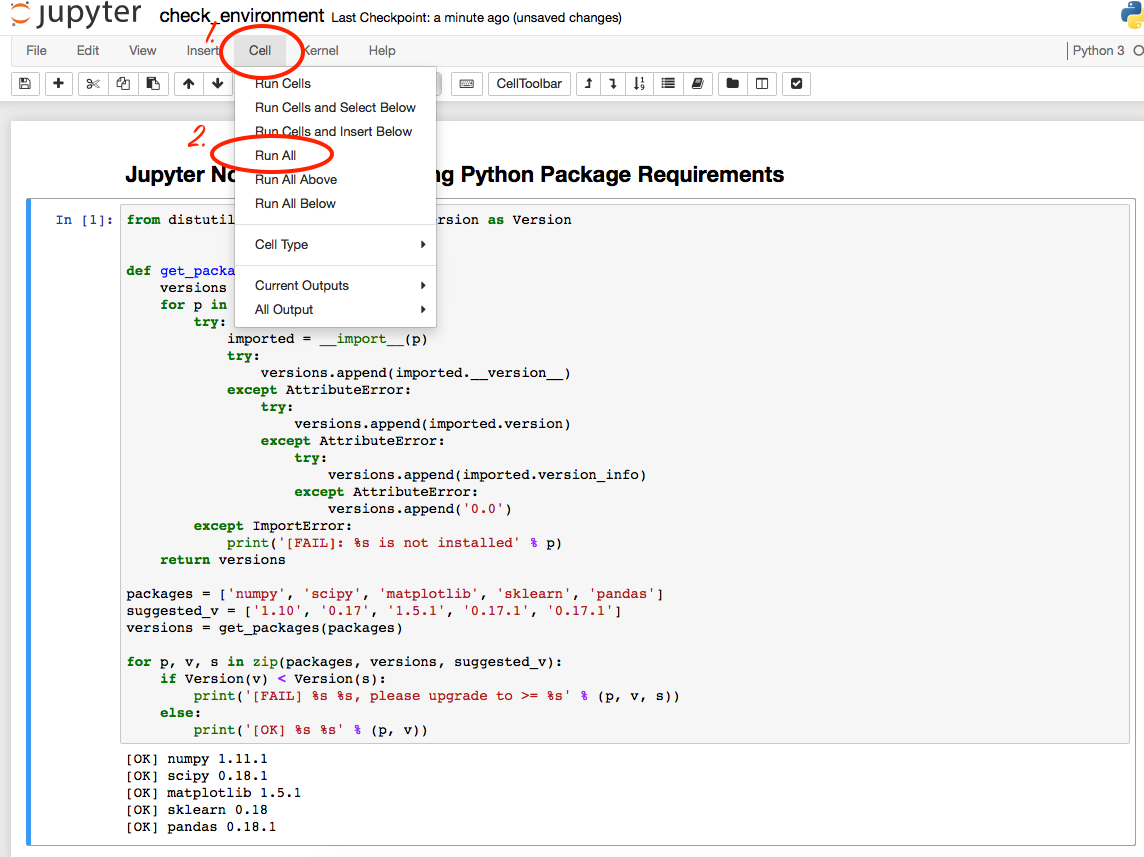 jupyter check_environment Last Checkpoint: a minute ago (unsaved changes)
1.
File Edit View Insert Cell Kernel Help Python 3
CellToolbar
Run Cells
Run Cells and Select Below
Run Cells and Insert Below
2.
Run All
Run All Above
Run All Below
Cell Type
Current Outputs
All Output
Jupyter No ng Python Package Requirements
In [1]: from distutil rsion as Version
def get_packa
versions
for p in
try:
imported = __import__(p)
try:
versions.append(imported.__version__)
except AttributeError:
try:
versions.append(imported.version)
except AttributeError:
try:
versions.append(imported.version_info)
except AttributeError:
versions.append('0.0')
except ImportError:
print('[FAIL]: %s is not installed' % p)
return versions
packages = ['numpy', 'scipy', 'matplotlib', 'sklearn', 'pandas']
suggested_v = ['1.10', '0.17', '1.5.1', '0.17.1', '0.17.1']
versions = get_packages(packages)
for p, v, s in zip(packages, versions, suggested_v):
if Version(v) < Version(s):
print('[FAIL] %s %s, please upgrade to >= %s' % (p, v, s))
else:
print('[OK] %s %s' % (p, v))
[OK] numpy 1.11.1
[OK] scipy 0.18.1
[OK] matplotlib 1.5.1
[OK] sklearn 0.18
[OK] pandas 0.18.1